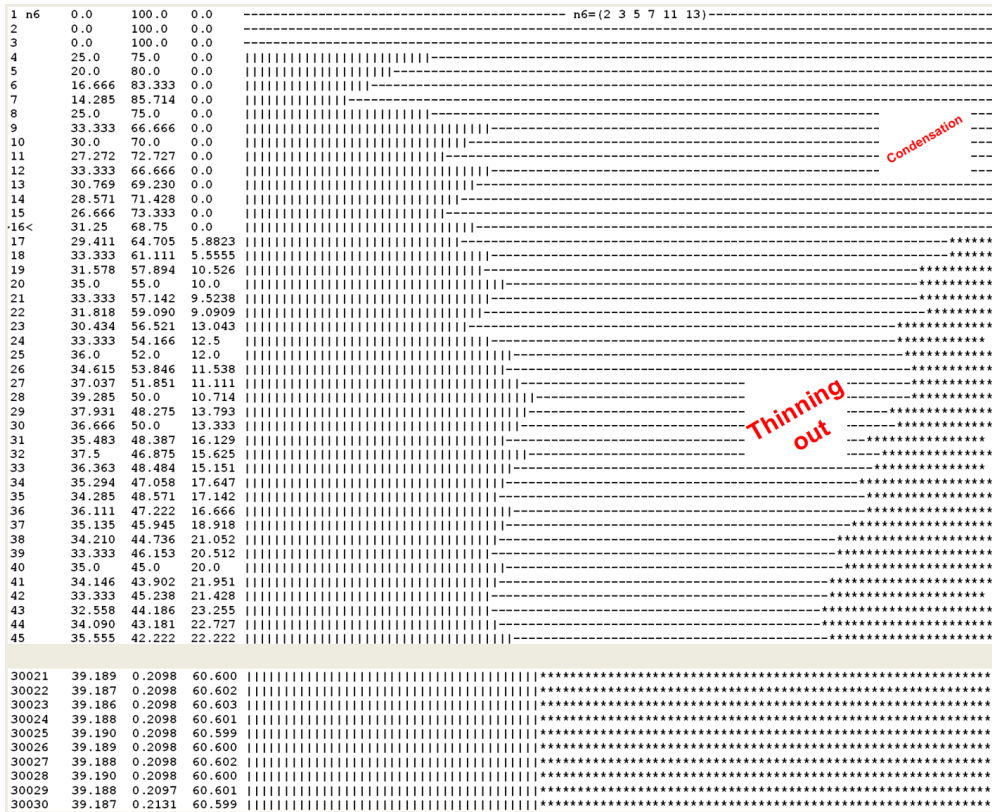 1 n6 0.0 100.0 0.0 n6=(2 3 5 7 11 13)
2 0.0 100.0 0.0
3 0.0 100.0 0.0
4 25.0 75.0 0.0
5 20.0 80.0 0.0
6 16.666 83.333 0.0
7 14.285 85.714 0.0
8 25.0 75.0 0.0
9 33.333 66.666 0.0
Condensation
10 30.0 70.0 0.0
11 27.272 72.727 0.0
12 33.333 66.666 0.0
13 30.769 69.230 0.0
14 28.571 71.428 0.0
15 26.666 73.333 0.0
·16< 31.25 68.75 0.0
17 29.411 64.705 5.8823
18 33.333 61.111 5.5555
19 31.578 57.894 10.526
20 35.0 55.0 10.0
21 33.333 57.142 9.5238
22 31.818 59.090 9.0909
23 30.434 56.521 13.043
24 33.333 54.166 12.5
25 36.0 52.0 12.0
26 34.615 53.846 11.538
27 37.037 51.851 11.111
28 39.285 50.0 10.714
29 37.931 48.275 13.793
Thinning
out
30 36.666 50.0 13.333
31 35.483 48.387 16.129
32 37.5 46.875 15.625
33 36.363 48.484 15.151
34 35.294 47.058 17.647
35 34.285 48.571 17.142
36 36.111 47.222 16.666
37 35.135 45.945 18.918
38 34.210 44.736 21.052
39 33.333 46.153 20.512
40 35.0 45.0 20.0
41 34.146 43.902 21.951
42 33.333 45.238 21.428
43 32.558 44.186 23.255
44 34.090 43.181 22.727
45 35.555 42.222 22.222
30021 39.189 0.2098 60.600
30022 39.187 0.2098 60.602
30023 39.186 0.2098 60.603
30024 39.188 0.2098 60.601
30025 39.190 0.2098 60.599
30026 39.189 0.2098 60.600
30027 39.188 0.2098 60.602
30028 39.190 0.2098 60.600
30029 39.188 0.2097 60.601
30030 39.187 0.2131 60.599